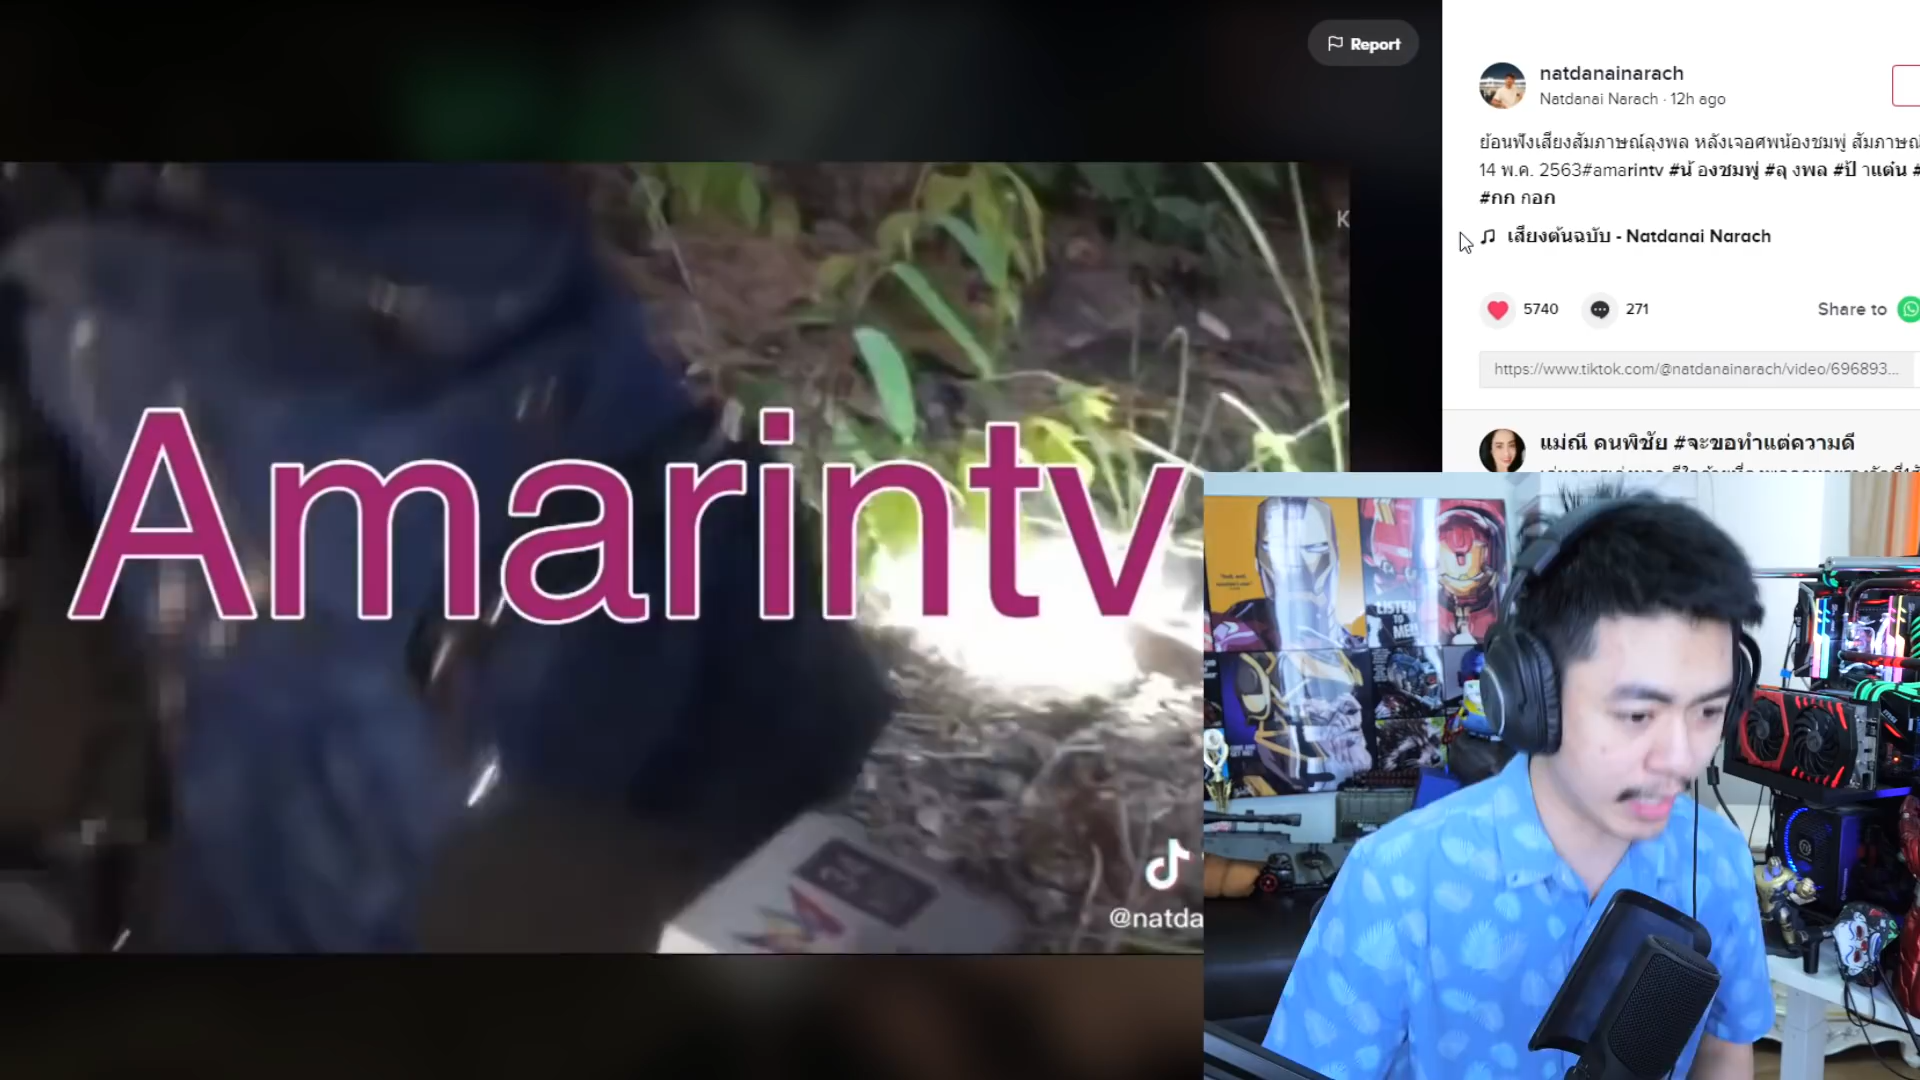 Report
natdanainarach
Natdanai Narach · 12h ago
ย้อนฟังเสียงสัมภาษณ์ลุงพล หลังเจอศพน้องชมพู่ สัมภาษณ์
14 พ.ค. 2563#amarintv #น้ องชมพู่ #ลุ งพล #ป้ าแต๋น #
#กก กอก
เสียงต้นฉบับ - Natdanai Narach
5740
271
Share to
https://www.tiktok.com/@natdanainarach/video/696893...
แม่ณี คนพิชัย #จะขอทำแต่ความดี
K
Amarintv
34
@natda
LISTEN
TO
ME!